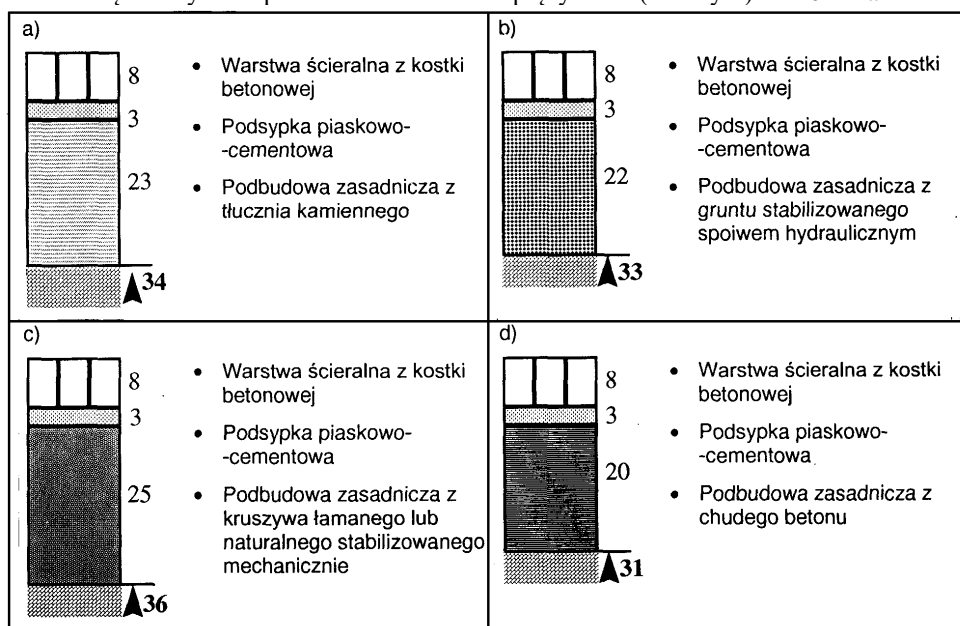 a)
8
3
23
34
• Warstwa ścieralna z kostki
betonowej
• Podsypka piaskowo-
-cementowa
• Podbudowa zasadnicza z
tłucznia kamiennego
b)
8
3
22
33
• Warstwa ścieralna z kostki
betonowej
• Podsypka piaskowo-
-cementowa
• Podbudowa zasadnicza z
gruntu stabilizowanego
spoiwem hydraulicznym
c)
8
3
25
36
• Warstwa ścieralna z kostki
betonowej
• Podsypka piaskowo-
-cementowa
• Podbudowa zasadnicza z
kruszywa łamanego lub
naturalnego stabilizowanego
mechanicznie
d)
8
3
20
31
• Warstwa ścieralna z kostki
betonowej
• Podsypka piaskowo-
-cementowa
• Podbudowa zasadnicza z
chudego betonu